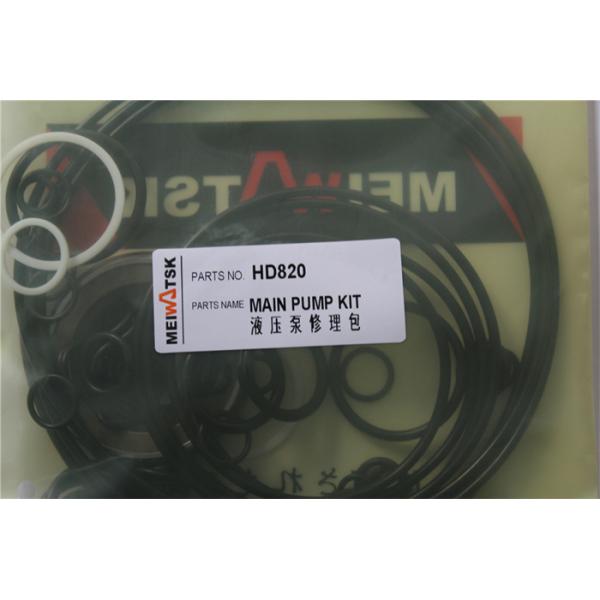 MEIWATSK
MEIWATSK
PARTS NO. HD820
PARTS NAME MAIN PUMP KIT
液压泵修理包